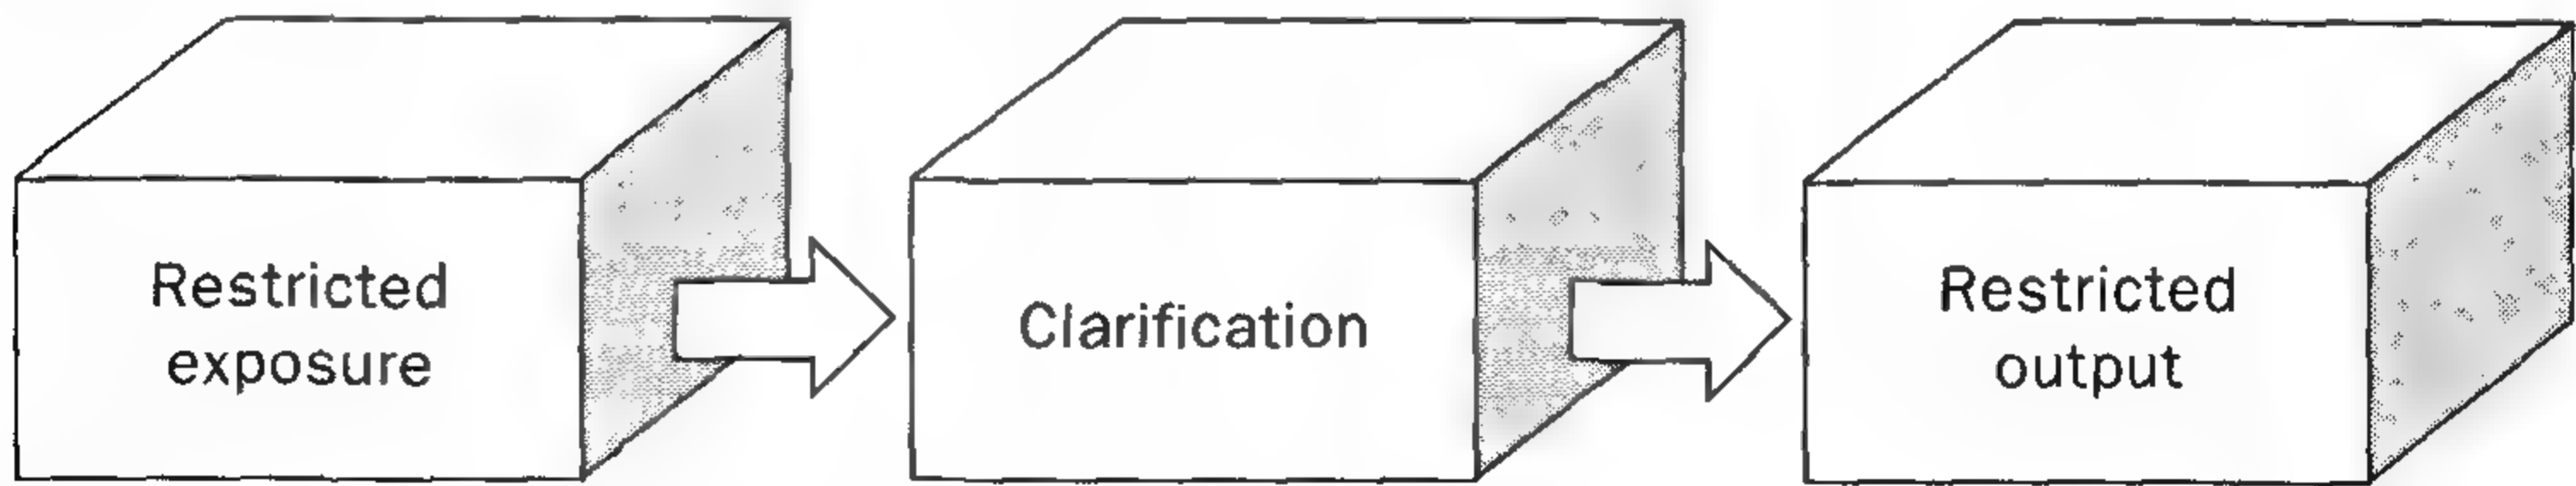 Restricted
exposure
Clarification
Restricted
output